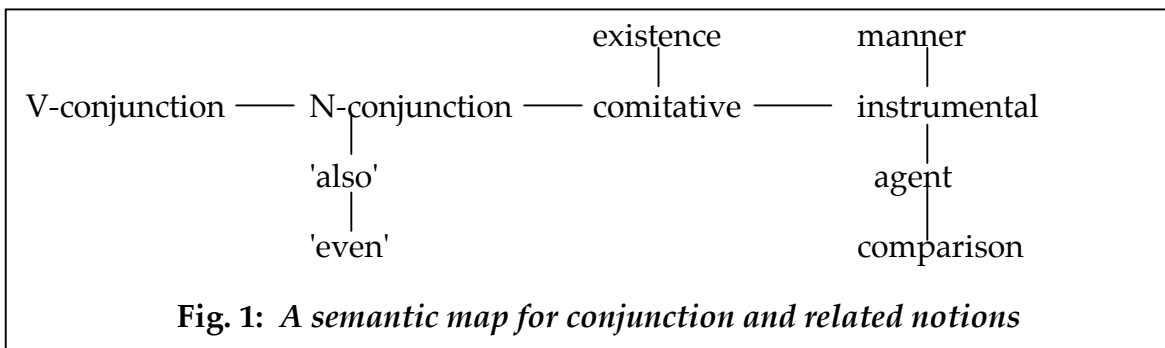 existence manner
V-conjunction N-conjunction comitative instrumental
'also' agent
'even' comparison
Fig. 1: A semantic map for conjunction and related notions